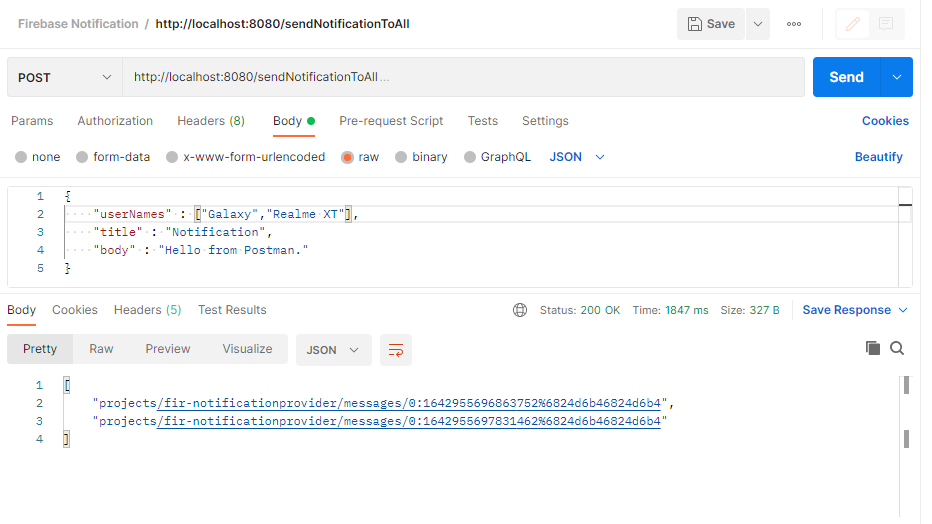 Firebase Notification / http://localhost:8080/sendNotificationToAll Save
POST http://localhost:8080/sendNotificationToAll... Send
Params Authorization Headers (8) Body Pre-request Script Tests Settings Cookies
none form-data x-www-form-urlencoded raw binary GraphQL JSON Beautify
1 {
2 "userNames" : ["Galaxy","Realme XT"],
3 "title" : "Notification",
4 "body" : "Hello from Postman."
5 }
Body Cookies Headers (5) Test Results Status: 200 OK Time: 1847 ms Size: 327 B Save Response
Pretty Raw Preview Visualize JSON
1 [
2 "projects/fir-notificationprovider/messages/0:1642955696863752%6824d6b46824d6b4",
3 "projects/fir-notificationprovider/messages/0:1642955697831462%6824d6b46824d6b4"
4 ]